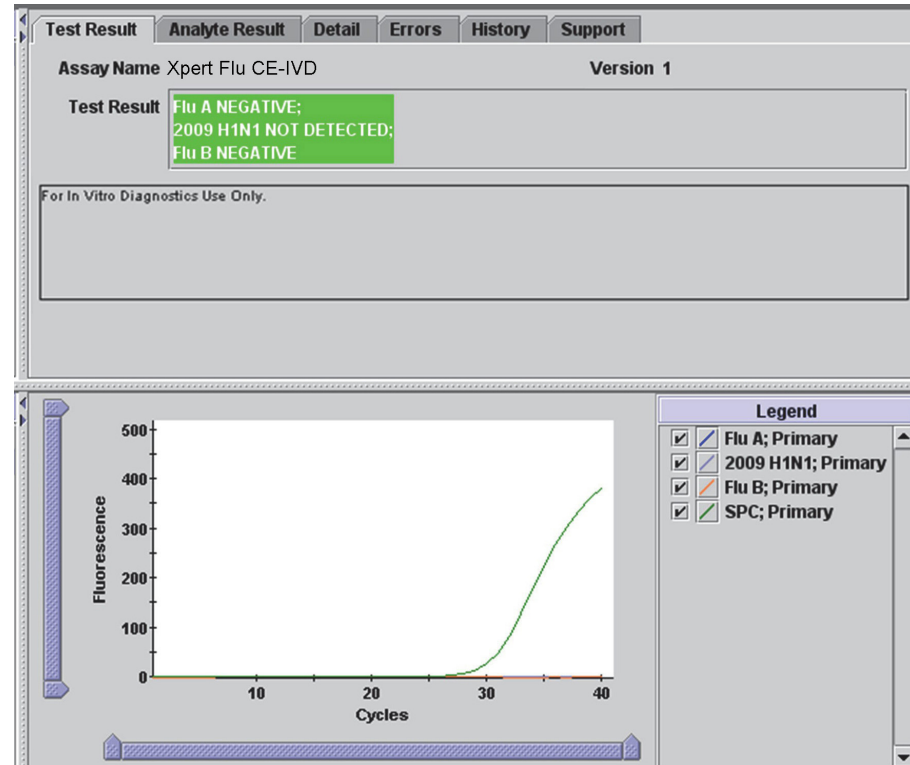 Test Result Analyte Result Detail Errors History Support
Assay Name Xpert Flu CE-IVD Version 1
Test Result Flu A NEGATIVE;
2009 H1N1 NOT DETECTED;
Flu B NEGATIVE
For In Vitro Diagnostics Use Only.
500
400
300
200
100
0
Fluorescence
10 20 30 40
Cycles
Legend
Flu A; Primary
2009 H1N1; Primary
Flu B; Primary
SPC; Primary